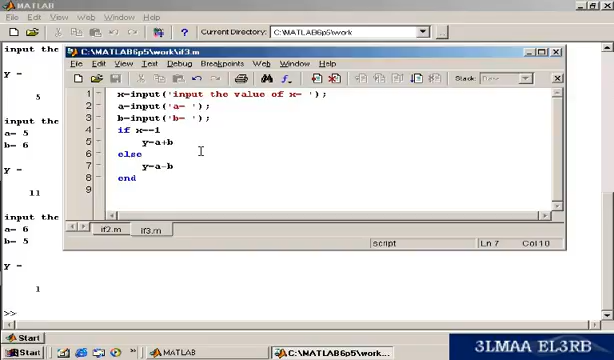 MATLAB
File Edit View Web Window Help
Current Directory: C:\MATLAB6p5\work
input the
y =
5
input the
a= 5
b= 6
y =
11
input the
a= 6
b= 5
y =
1
>>
C:\MATLAB6p5\work\if3.m
File Edit View Text Debug Breakpoints Web Window Help
Stack: Base
1 x=input('input the value of x= ');
2 a=input('a= ');
3 b=input('b= ');
4 if x==1
5 y=a+b
6 else
7 y=a-b
8 end
9
if2.m if3.m
script Ln 7 Col 10
Start
Start MATLAB C:\MATLAB6p5\work...
3LMAA EL3RB